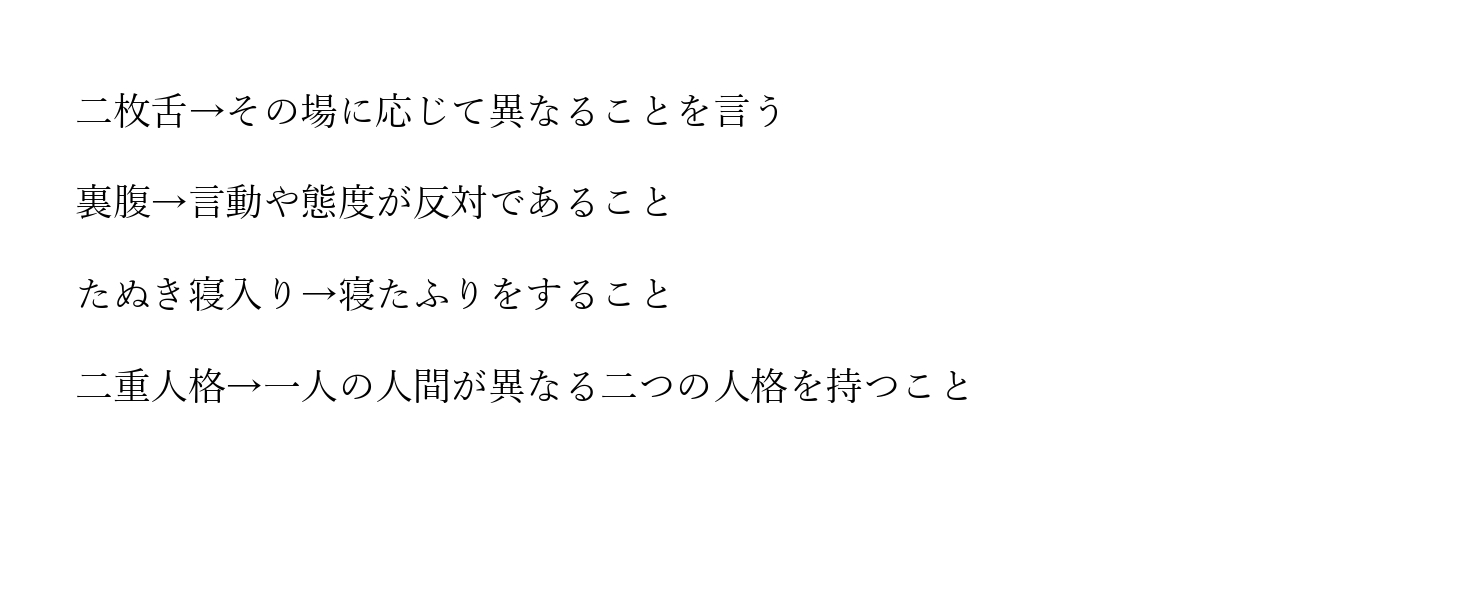 二枚舌→その場に応じて異なることを言う
裏腹→言動や態度が反対であること
たぬき寝入り→寝たふりをすること
二重人格→一人の人間が異なる二つの人格を持つこと